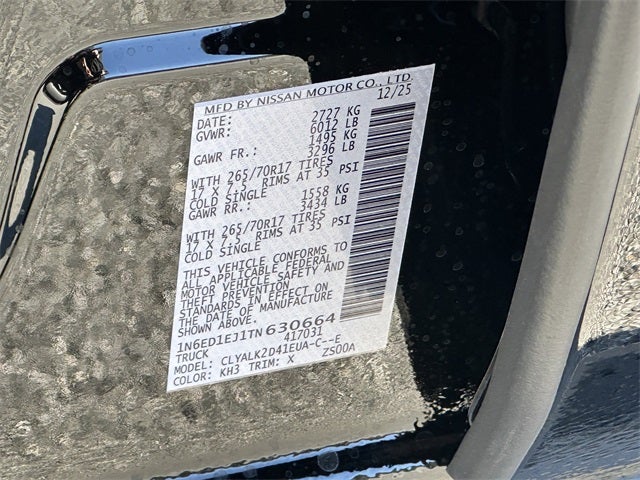 MFD BY NISSAN MOTOR CO., LTD.
DATE: 12/25
GVWR: 2727 KG
6012 LB
GAWR FR.: 1495 KG
3296 LB
WITH 265/70R17 TIRES
17 X 7.5 RIMS AT 35 PSI
COLD SINGLE
GAWR RR.: 1558 KG
3434 LB
WITH 265/70R17 TIRES
17 X 7.5 RIMS AT 35 PSI
COLD SINGLE
THIS VEHICLE CONFORMS TO
ALL APPLICABLE FEDERAL
MOTOR VEHICLE SAFETY AND
THEFT PREVENTION
STANDARDS IN EFFECT ON
THE DATE OF MANUFACTURE
SHOWN ABOVE.
1N6ED1EJ1TN630664
TRUCK 417031
MODEL: CLYALK2D41EUA-C--E
COLOR: KH3 TRIM: X ZS00A